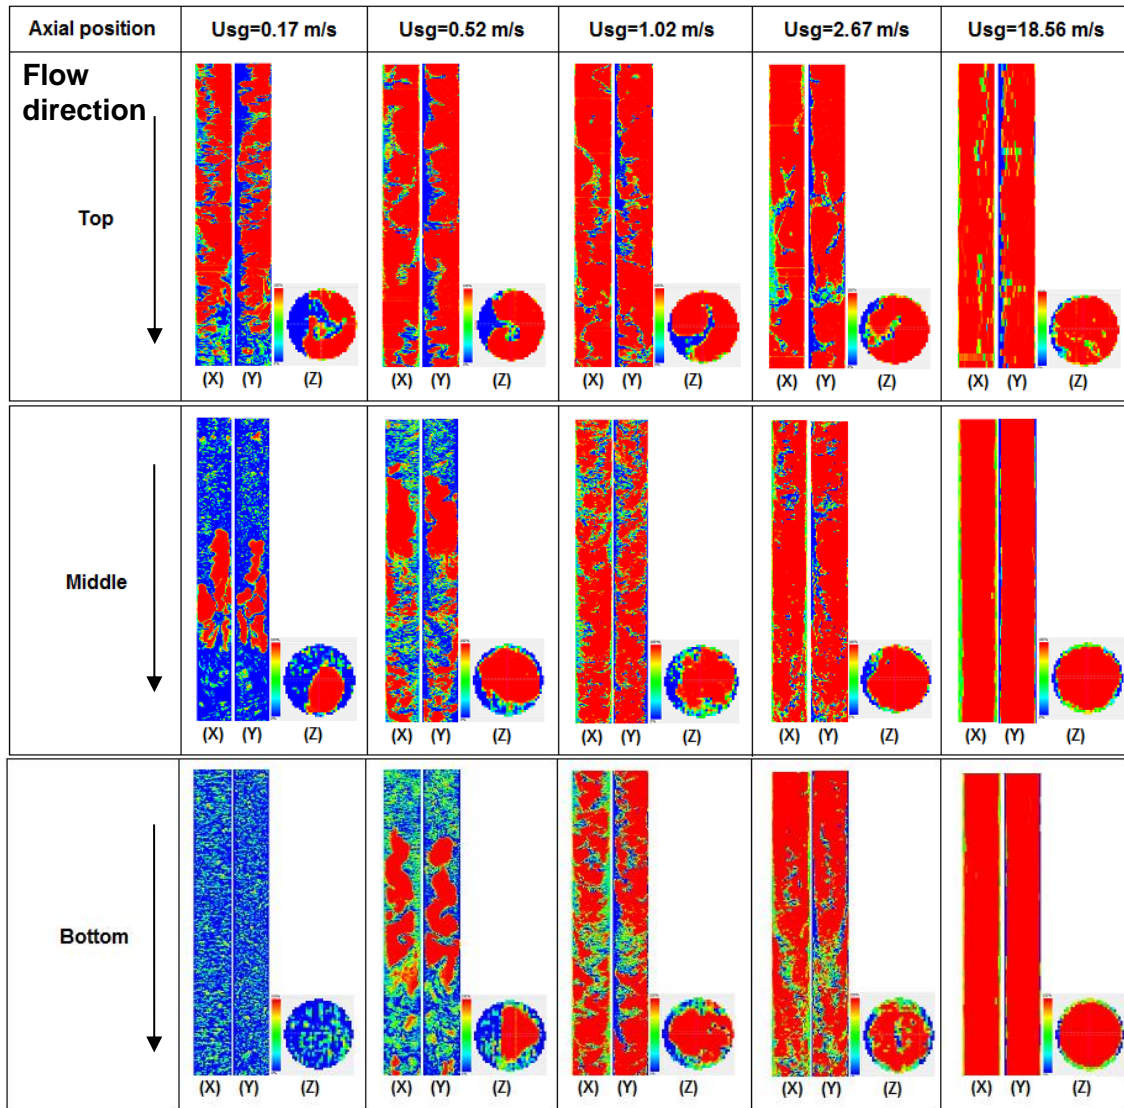 Axial position Usg=0.17 m/s Usg=0.52 m/s Usg=1.02 m/s Usg=2.67 m/s Usg=18.56 m/s
Flow
direction
Top
(X) (Y) (Z) (X) (Y) (Z) (X) (Y) (Z) (X) (Y) (Z) (X) (Y) (Z)
Middle
(X) (Y) (Z) (X) (Y) (Z) (X) (Y) (Z) (X) (Y) (Z) (X) (Y) (Z)
Bottom
(X) (Y) (Z) (X) (Y) (Z) (X) (Y) (Z) (X) (Y) (Z) (X) (Y) (Z)